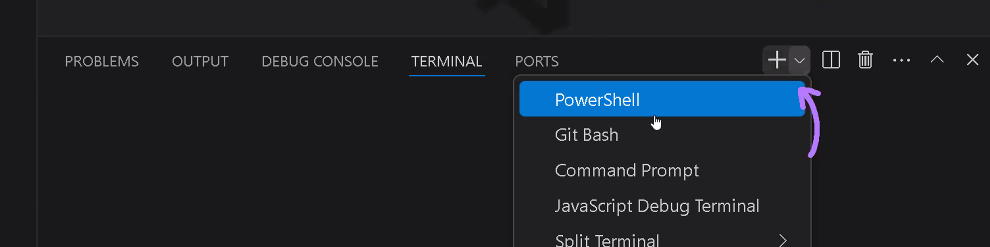 PROBLEMS OUTPUT DEBUG CONSOLE TERMINAL PORTS
PowerShell
Git Bash
Command Prompt
JavaScript Debug Terminal
Split Terminal